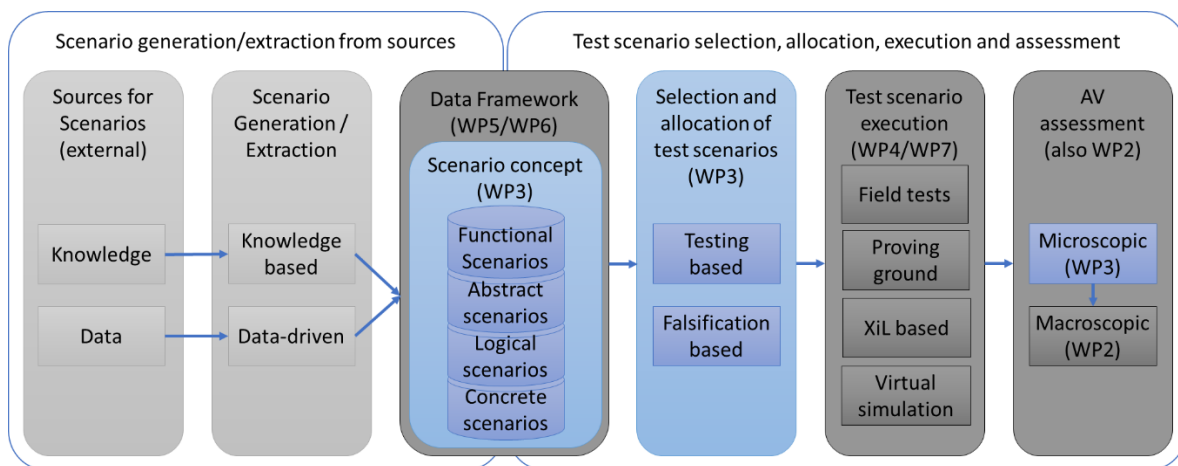 Scenario generation/extraction from sources
Test scenario selection, allocation, execution and assessment
Sources for
Scenarios
(external)
Knowledge
Data
Scenario
Generation /
Extraction
Knowledge
based
Data-driven
Data Framework
(WP5/WP6)
Scenario concept
(WP3)
Functional
Scenarios
Abstract
scenarios
Logical
scenarios
Concrete
scenarios
Selection and
allocation of
test scenarios
(WP3)
Testing
based
Falsification
based
Test scenario
execution
(WP4/WP7)
Field tests
Proving
ground
XiL based
Virtual
simulation
AV
assessment
(also WP2)
Microscopic
(WP3)
Macroscopic
(WP2)